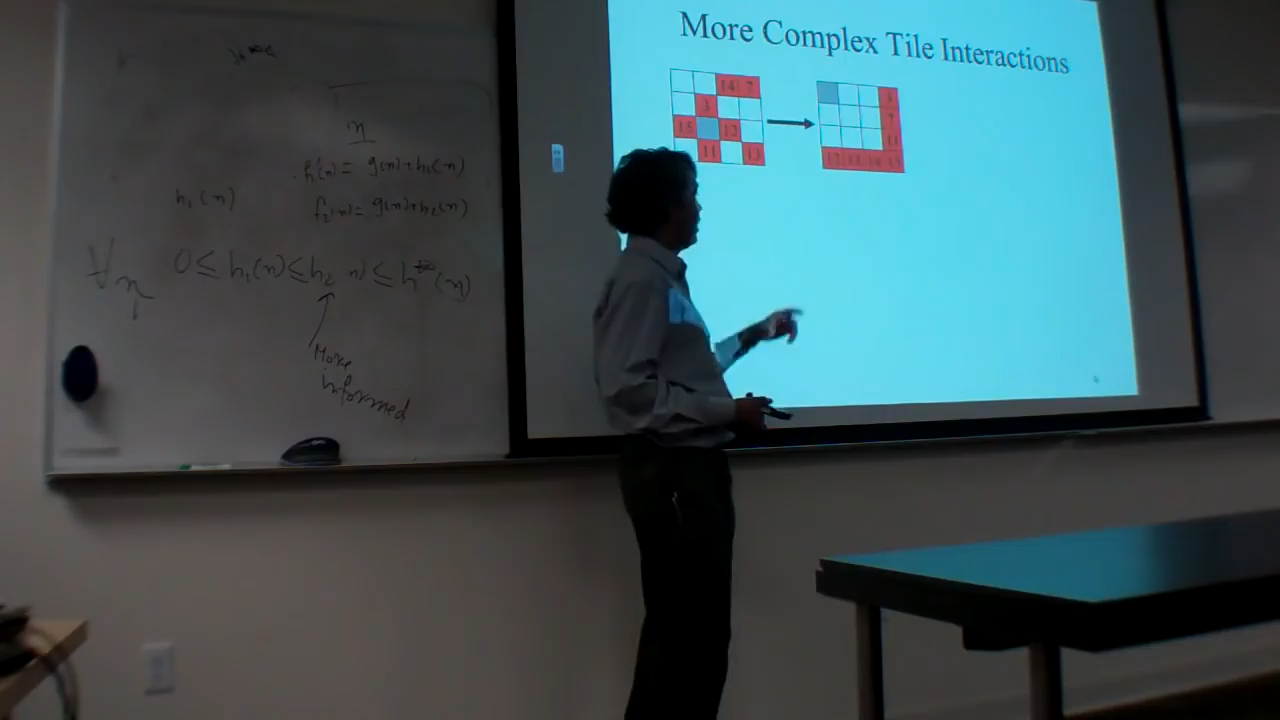 η
h(n) = g(n)+h₁(n)
h₁(n)
f₂(n)= g(n)+h₂(n)
∀n 0 ≤ h₁(n) ≤ h₂ n) ≤ h*(n)
More
informed
More Complex Tile Interactions
14 7
3
15 12
11 13
3
7
11
12 13 14 15